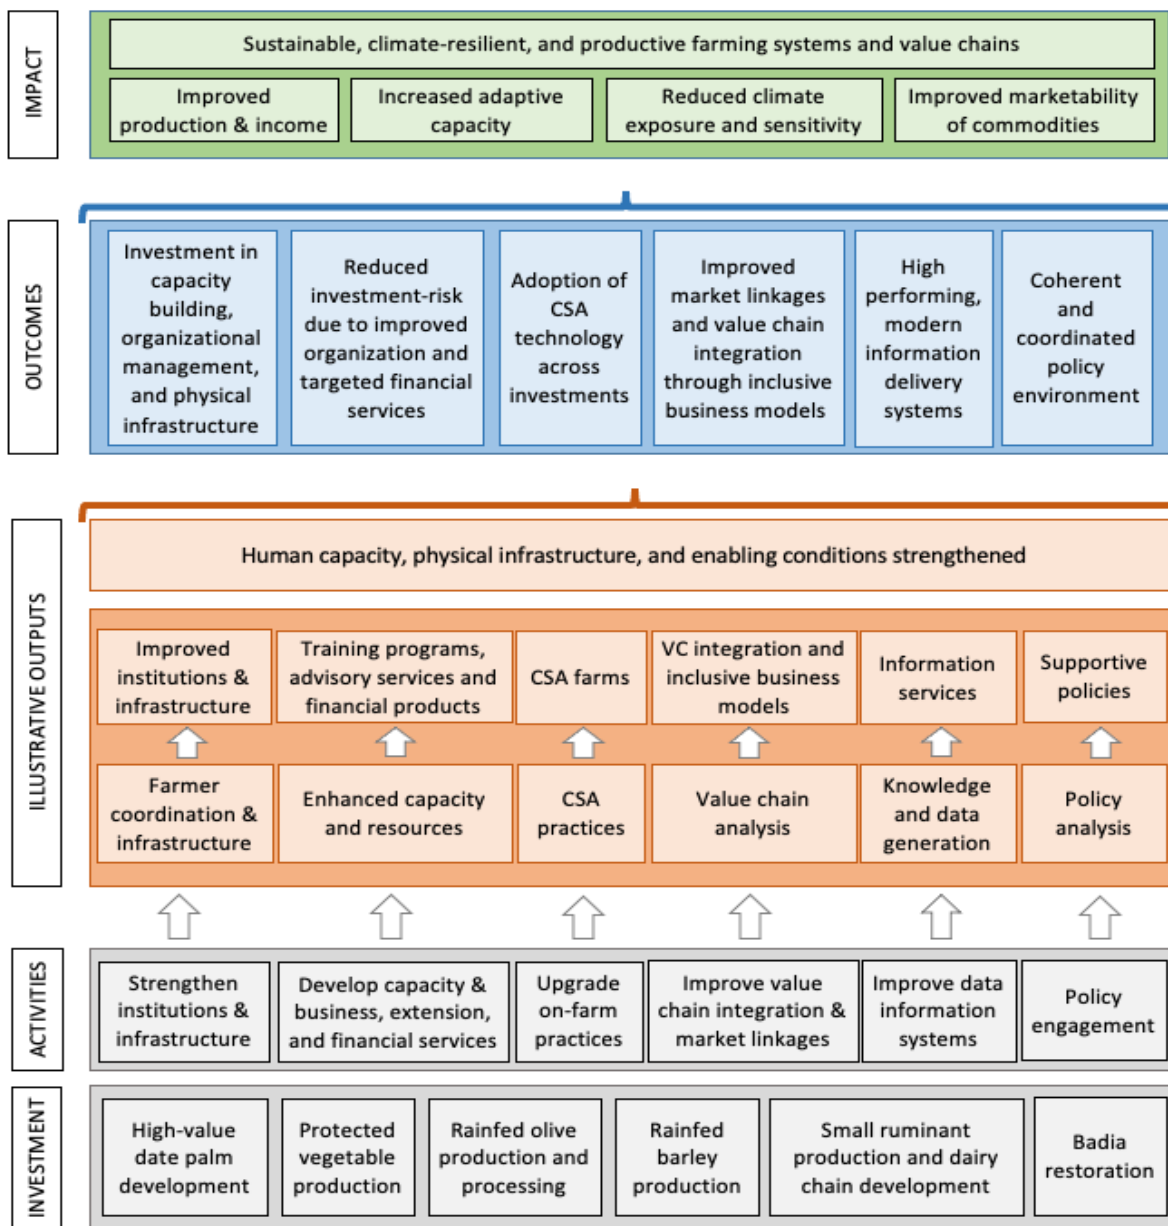 IMPACT
Sustainable, climate-resilient, and productive farming systems and value chains
Improved
production & income
Increased adaptive
capacity
Reduced climate
exposure and sensitivity
Improved marketability
of commodities
OUTCOMES
Investment in
capacity
building,
organizational
management,
and physical
infrastructure
Reduced
investment-risk
due to improved
organization and
targeted financial
services
Adoption of
CSA
technology
across
investments
Improved
market linkages
and value chain
integration
through inclusive
business models
High
performing,
modern
information
delivery
systems
Coherent
and
coordinated
policy
environment
ILLUSTRATIVE OUTPUTS
Human capacity, physical infrastructure, and enabling conditions strengthened
Improved
institutions &
infrastructure
Training programs,
advisory services and
financial products
CSA farms
VC integration and
inclusive business
models
Information
services
Supportive
policies
Farmer
coordination &
infrastructure
Enhanced capacity
and resources
CSA
practices
Value chain
analysis
Knowledge
and data
generation
Policy
analysis
ACTIVITIES
Strengthen
institutions &
infrastructure
Develop capacity &
business, extension,
and financial services
Upgrade
on-farm
practices
Improve value
chain integration &
market linkages
Improve data
information
systems
Policy
engagement
INVESTMENT
High-value
date palm
development
Protected
vegetable
production
Rainfed olive
production and
processing
Rainfed
barley
production
Small ruminant
production and dairy
chain development
Badia
restoration